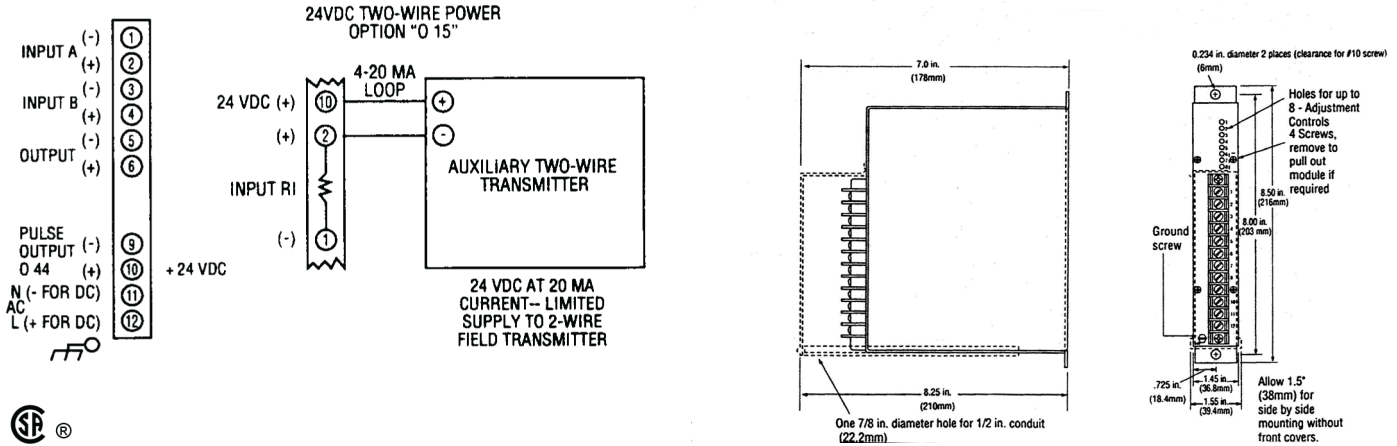 INPUT A
(-)
1
(+)
2
INPUT B
(-)
3
(+)
4
OUTPUT
(-)
5
(+)
6
PULSE
OUTPUT (-)
9
O 44 (+)
10
+ 24 VDC
N (- FOR DC)
11
AC
L (+ FOR DC)
12
SA ®
24VDC TWO-WIRE POWER
OPTION "O 15"
4-20 MA
LOOP
24 VDC (+)
10
+
(+)
2
-
INPUT RI
(-)
1
AUXILIARY TWO-WIRE
TRANSMITTER
24 VDC AT 20 MA
CURRENT-- LIMITED
SUPPLY TO 2-WIRE
FIELD TRANSMITTER
7.0 in.
(178mm)
8.25 in.
(210mm)
One 7/8 in. diameter hole for 1/2 in. conduit
(22.2mm)
0.234 in. diameter 2 places (clearance for #10 screw)
(6mm)
Holes for up to
8 - Adjustment
Controls
4 Screws,
remove to
pull out
module if
required
8.50 in.
(216mm)
8.00 in.
(203 mm)
Ground
screw
.725 in.
(18.4mm)
1.45 in.
(36.8mm)
1.55 in.
(39.4mm)
Allow 1.5"
(38mm) for
side by side
mounting without
front covers.